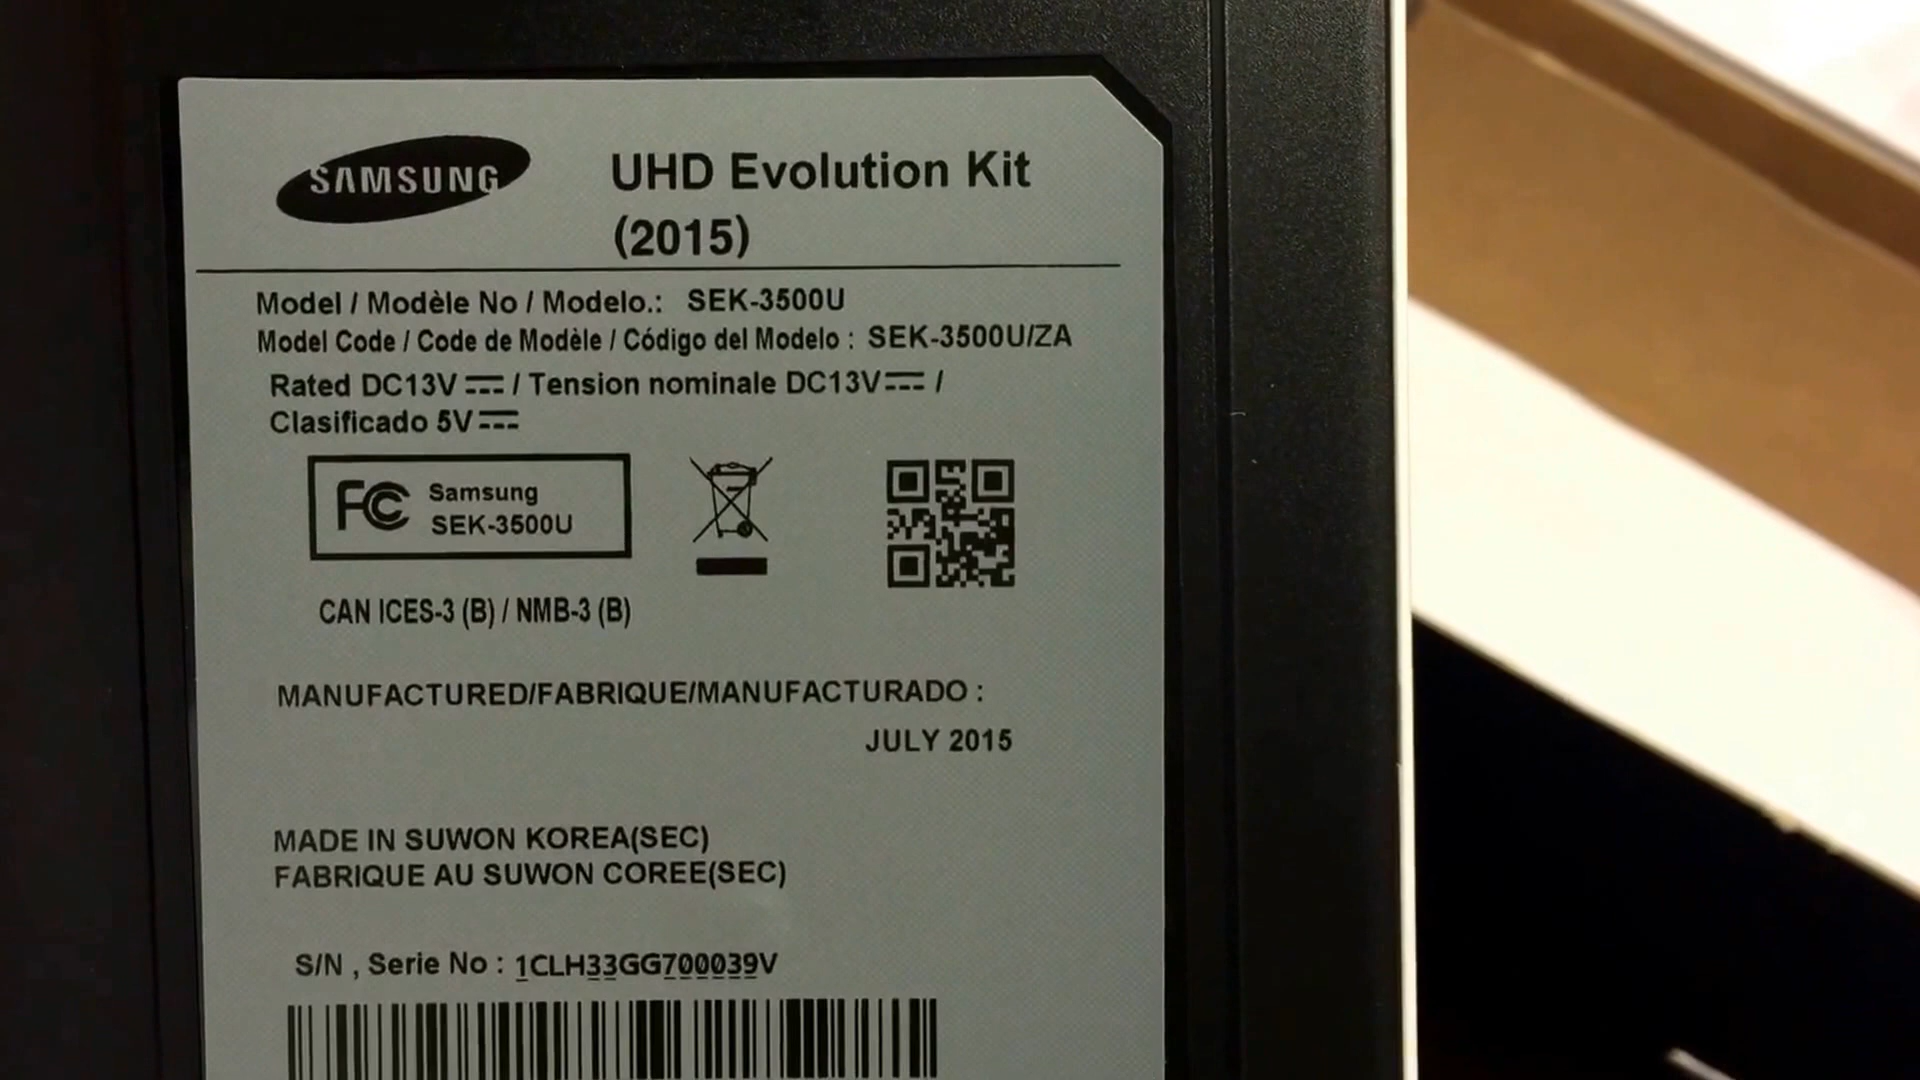 SAMSUNG
UHD Evolution Kit
(2015)
Model / Modèle No / Modelo.: SEK-3500U
Model Code / Code de Modèle / Código del Modelo : SEK-3500U/ZA
Rated DC13V⎓ / Tension nominale DC13V⎓ /
Clasificado 5V⎓
FC Samsung
SEK-3500U
CAN ICES-3 (B) / NMB-3 (B)
MANUFACTURED/FABRIQUE/MANUFACTURADO :
JULY 2015
MADE IN SUWON KOREA(SEC)
FABRIQUE AU SUWON COREE(SEC)
S/N , Serie No : 1CLH33GG700039V